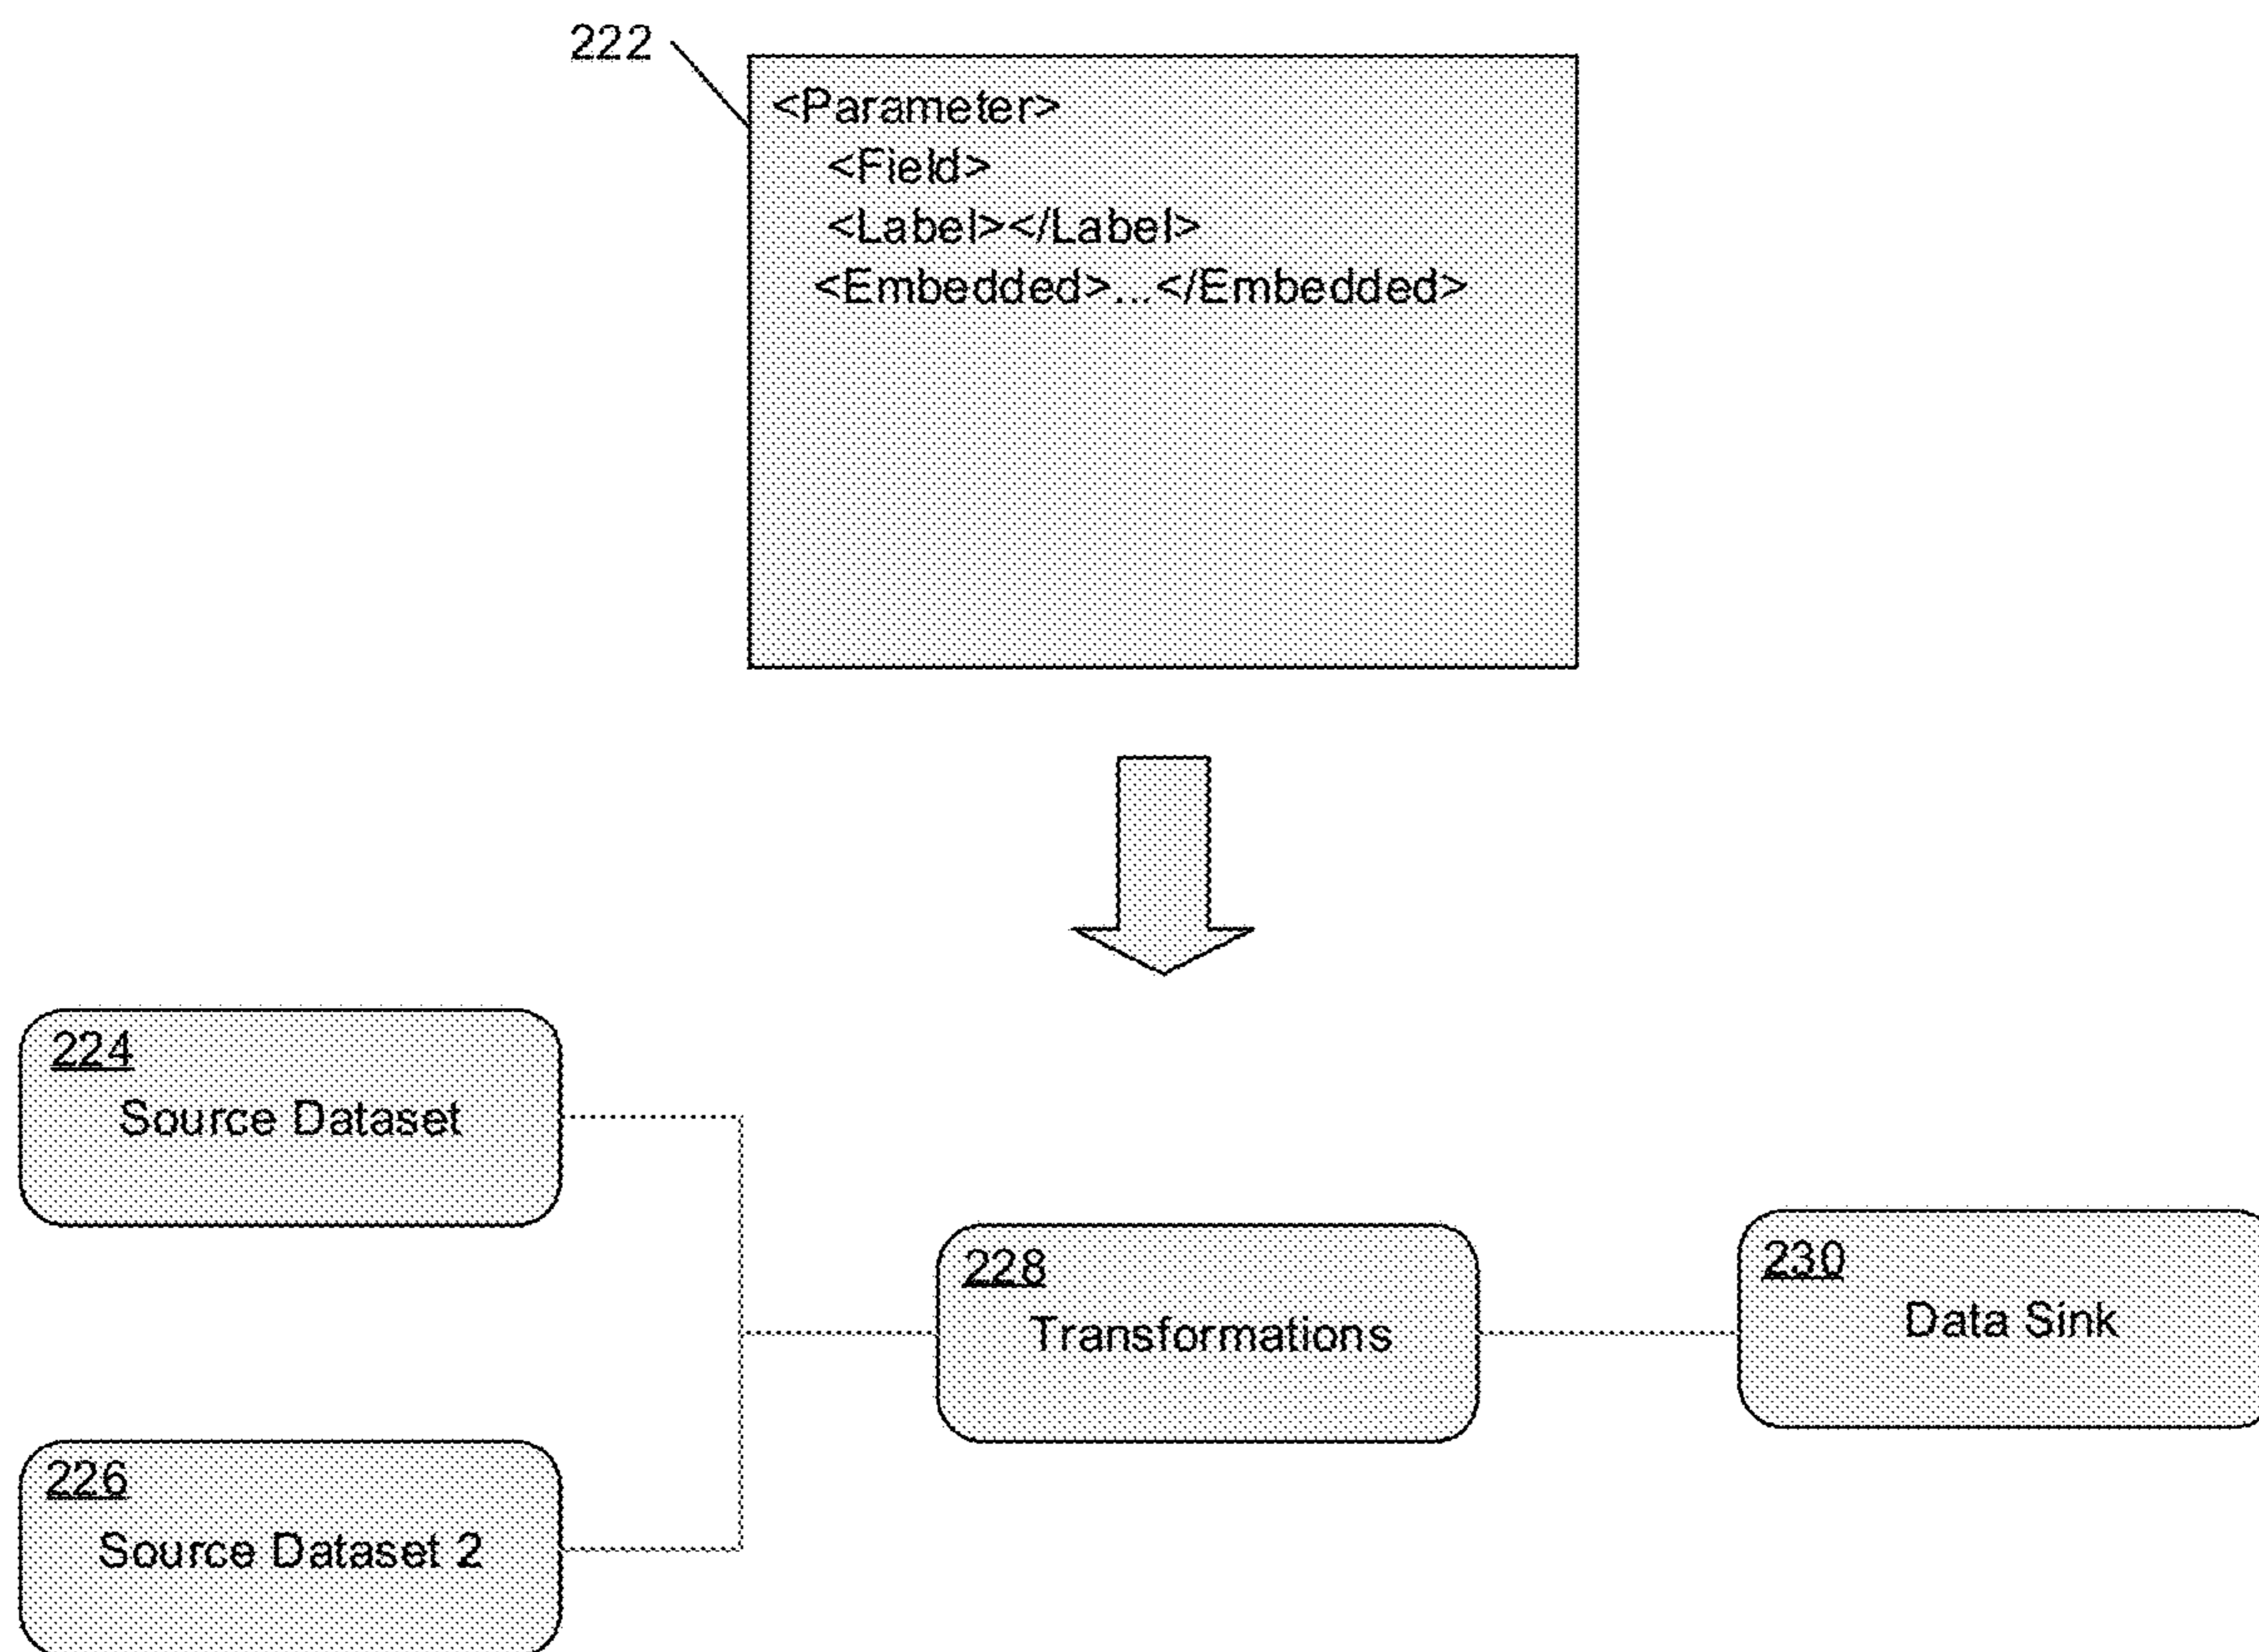 222
<Parameter>
<Field>
<Label></Label>
<Embedded>...</Embedded>
224
Source Dataset
226
Source Dataset 2
228
Transformations
230
Data Sink